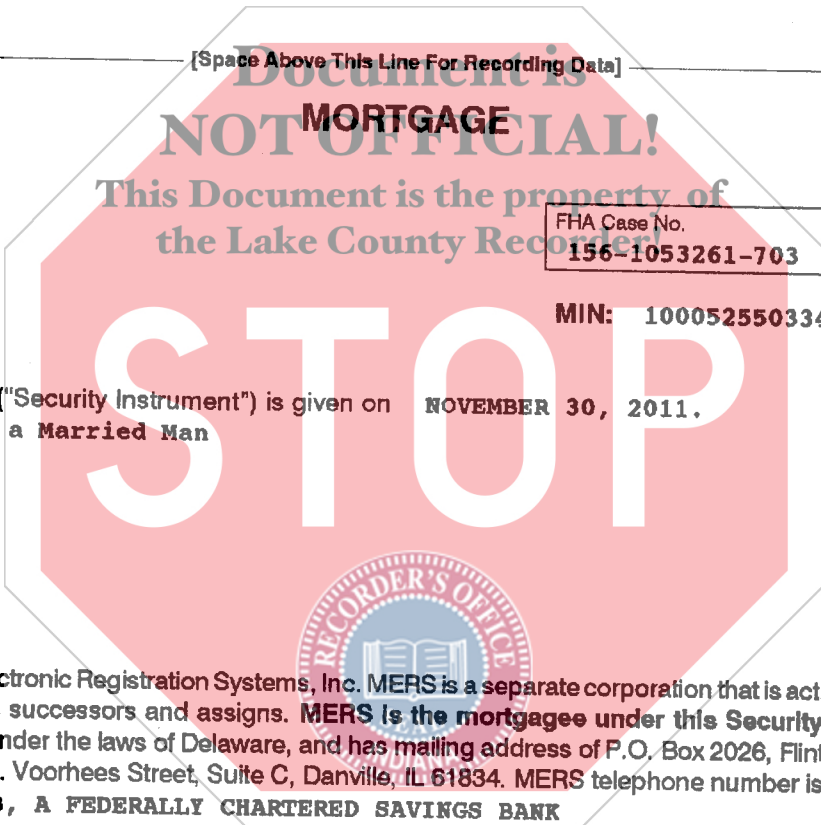 [Space Above This Line For Recording Data]
Document is
MORTGAGE
NOT OFFICIAL!
This Document is the property of
the Lake County Recorder!
FHA Case No.
156-1053261-703
MIN: 100052550334
STOP
("Security Instrument") is given on NOVEMBER 30, 2011.
a Married Man
RECORDER'S OFFICE
ctronic Registration Systems, Inc. MERS is a separate corporation that is act
successors and assigns. MERS is the mortgagee under this Security
nder the laws of Delaware, and has mailing address of P.O. Box 2026, Flint
. Voorhees Street, Suite C, Danville, IL 61834. MERS telephone number is
INDIANA
, A FEDERALLY CHARTERED SAVINGS BANK